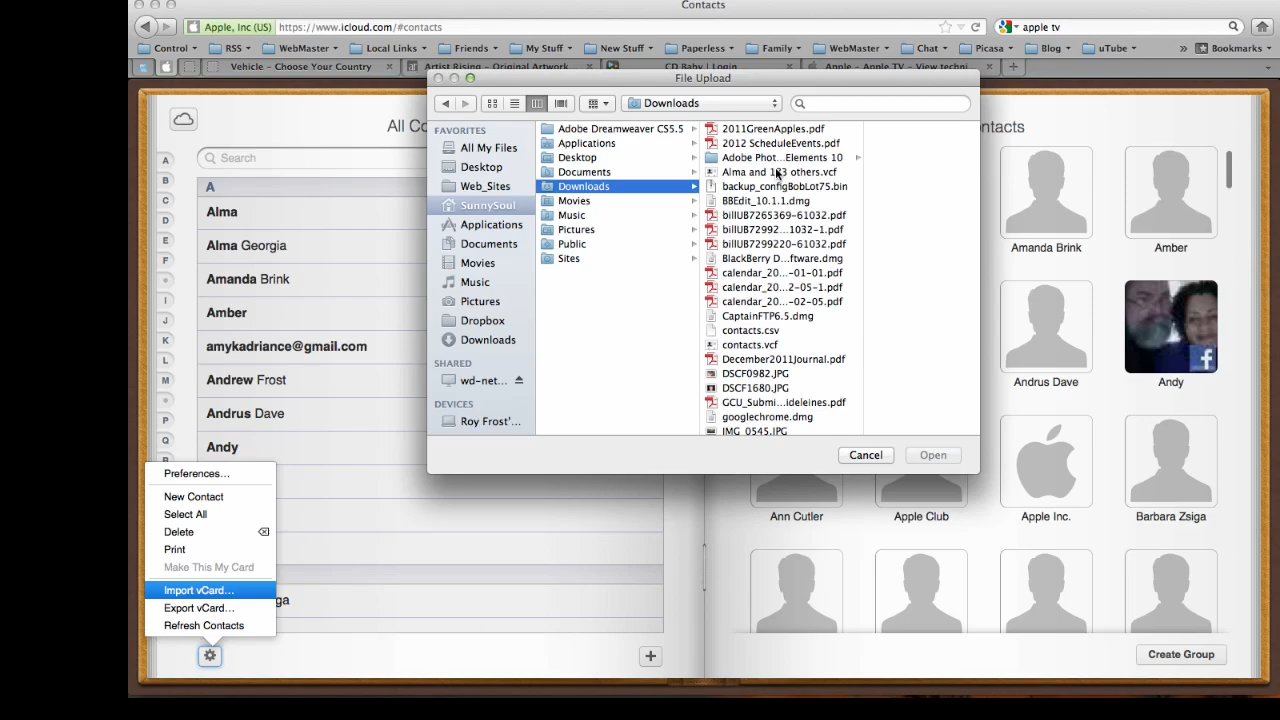 Contacts
Apple, Inc (US) https://www.icloud.com/#contacts
apple tv
Control RSS WebMaster Local Links Friends My Stuff New Stuff Paperless Family WebMaster Chat Picasa Blog uTube » Bookmarks
Vehicle – Choose Your Country
Artist Rising – Original Artwork
CD Baby | Login
Apple – Apple TV – View techni...
File Upload
Downloads
FAVORITES
All My Files
Desktop
Web_Sites
SunnySoul
Applications
Documents
Movies
Music
Pictures
Dropbox
Downloads
SHARED
wd-net...
DEVICES
Roy Frost'...
Adobe Dreamweaver CS5.5
Applications
Desktop
Documents
Downloads
Movies
Music
Pictures
Public
Sites
2011GreenApples.pdf
2012 ScheduleEvents.pdf
Adobe Phot...Elements 10
Alma and 123 others.vcf
backup_configBobLot75.bin
BBEdit_10.1.1.dmg
billUB7265369-61032.pdf
billUB72992...1032-1.pdf
billUB7299220-61032.pdf
BlackBerry D...ftware.dmg
calendar_20...-01-01.pdf
calendar_20...2-05-1.pdf
calendar_20...-02-05.pdf
CaptainFTP6.5.dmg
contacts.csv
contacts.vcf
December2011Journal.pdf
DSCF0982.JPG
DSCF1680.JPG
GCU_Submi...ideleines.pdf
googlechrome.dmg
IMG_0545.JPG
Cancel
Open
All Co
Search
A
B
C
D
E
F
I
J
K
L
M
P
Q
R
A
Alma
Alma Georgia
Amanda Brink
Amber
amykadriance@gmail.com
Andrew Frost
Andrus Dave
Andy
ga
Preferences...
New Contact
Select All
Delete
Print
Make This My Card
Import vCard...
Export vCard...
Refresh Contacts
+
ntacts
Amanda Brink
Amber
Andrus Dave
f
Andy
Ann Cutler
Apple Club
Apple Inc.
Barbara Zsiga
Create Group